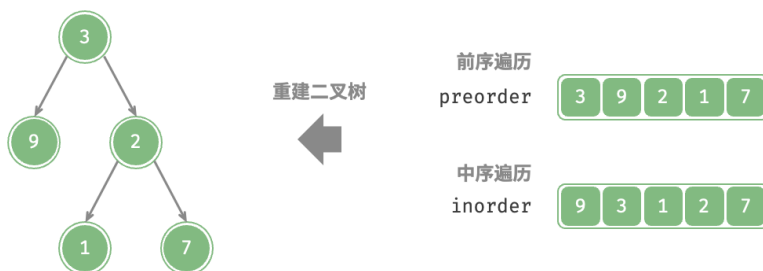 3
前序遍历
重建二叉树
preorder 3 9 2 1 7
9 2
中序遍历
inorder 9 3 1 2 7
1 7